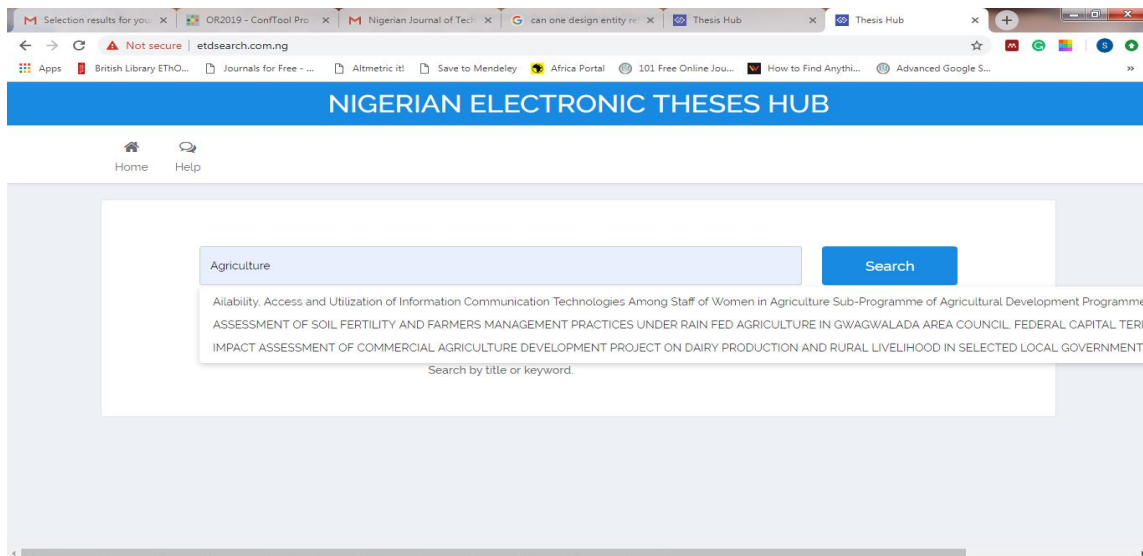 Selection results for you
OR2019 - ConfTool Pro
Nigerian Journal of Tech
can one design entity re
Thesis Hub
Thesis Hub
Not secure | etdsearch.com.ng
Apps
British Library EThO...
Journals for Free - ...
Altmetric it!
Save to Mendeley
Africa Portal
101 Free Online Jou...
How to Find Anythi...
Advanced Google S...
NIGERIAN ELECTRONIC THESES HUB
Home
Help
Agriculture
Search
Ailability, Access and Utilization of Information Communication Technologies Among Staff of Women in Agriculture Sub-Programme of Agricultural Development Programme
ASSESSMENT OF SOIL FERTILITY AND FARMERS MANAGEMENT PRACTICES UNDER RAIN FED AGRICULTURE IN GWAGWALADA AREA COUNCIL, FEDERAL CAPITAL TER
IMPACT ASSESSMENT OF COMMERCIAL AGRICULTURE DEVELOPMENT PROJECT ON DAIRY PRODUCTION AND RURAL LIVELIHOOD IN SELECTED LOCAL GOVERNMENT
Search by title or keyword.